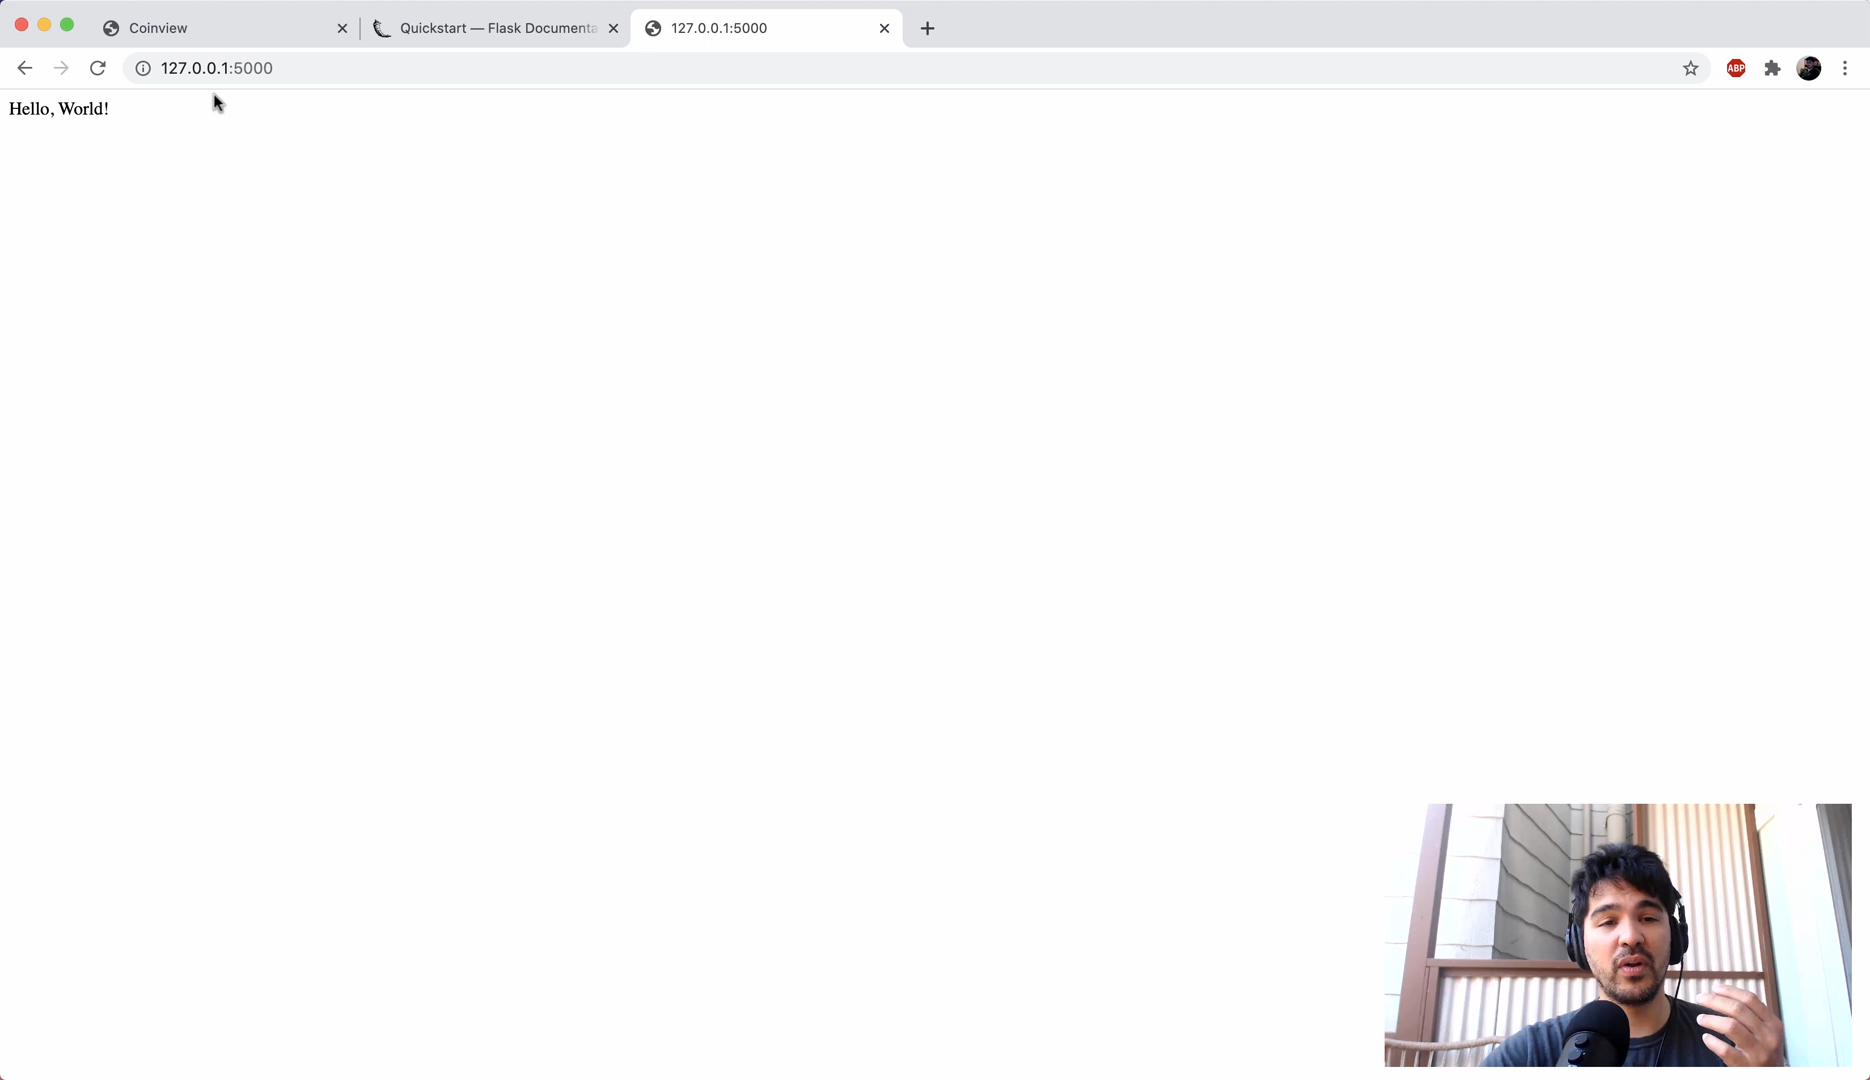 Coinview
Quickstart — Flask Documenta
127.0.0.1:5000
127.0.0.1:5000
ABP
Hello, World!